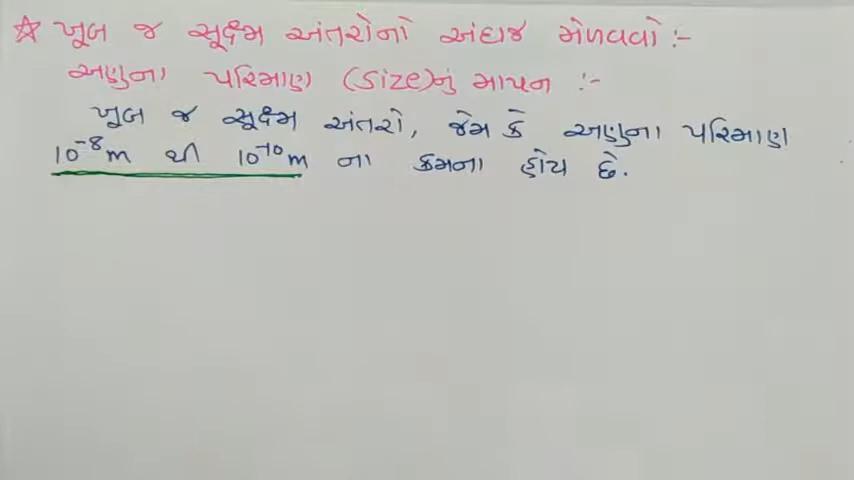 ☆ ખૂબ જ સૂક્ષ્મ અંતરોનો અંદાજ મેળવવો :-
અણુના પરિમાણ (Size)નું માપન :-
ખૂબ જ સૂક્ષ્મ અંતરો, જેમ કે અણુના પરિમાણ
10⁻⁸m થી 10⁻¹⁰m ના ક્રમના હોય છે.